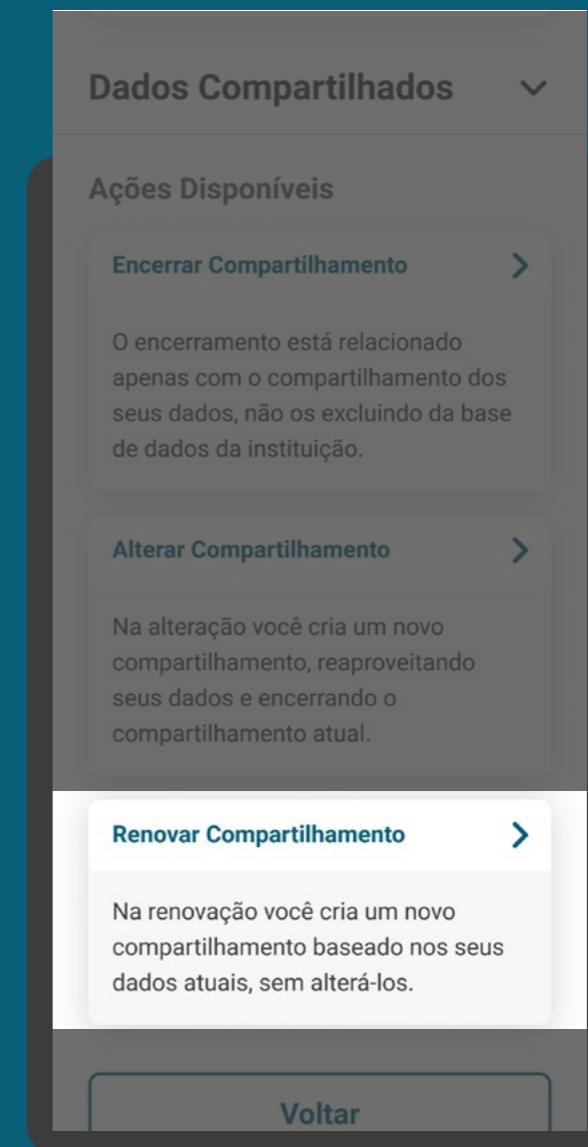 Dados Compartilhados
Ações Disponíveis
Encerrar Compartilhamento
O encerramento está relacionado
apenas com o compartilhamento dos
seus dados, não os excluindo da base
de dados da instituição.
Alterar Compartilhamento
Na alteração você cria um novo
compartilhamento, reaproveitando
seus dados e encerrando o
compartilhamento atual.
Renovar Compartilhamento
Na renovação você cria um novo
compartilhamento baseado nos seus
dados atuais, sem alterá-los.
Voltar